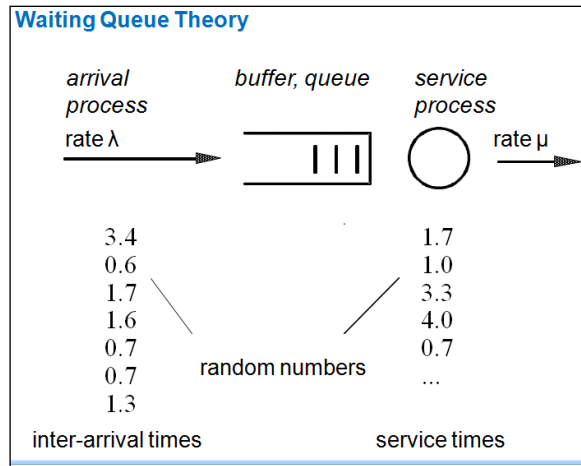 Waiting Queue Theory
arrival process
buffer, queue
service process
rate λ
rate μ
3.4
0.6
1.7
1.6
0.7
0.7
1.3
1.7
1.0
3.3
4.0
0.7
...
random numbers
inter-arrival times
service times